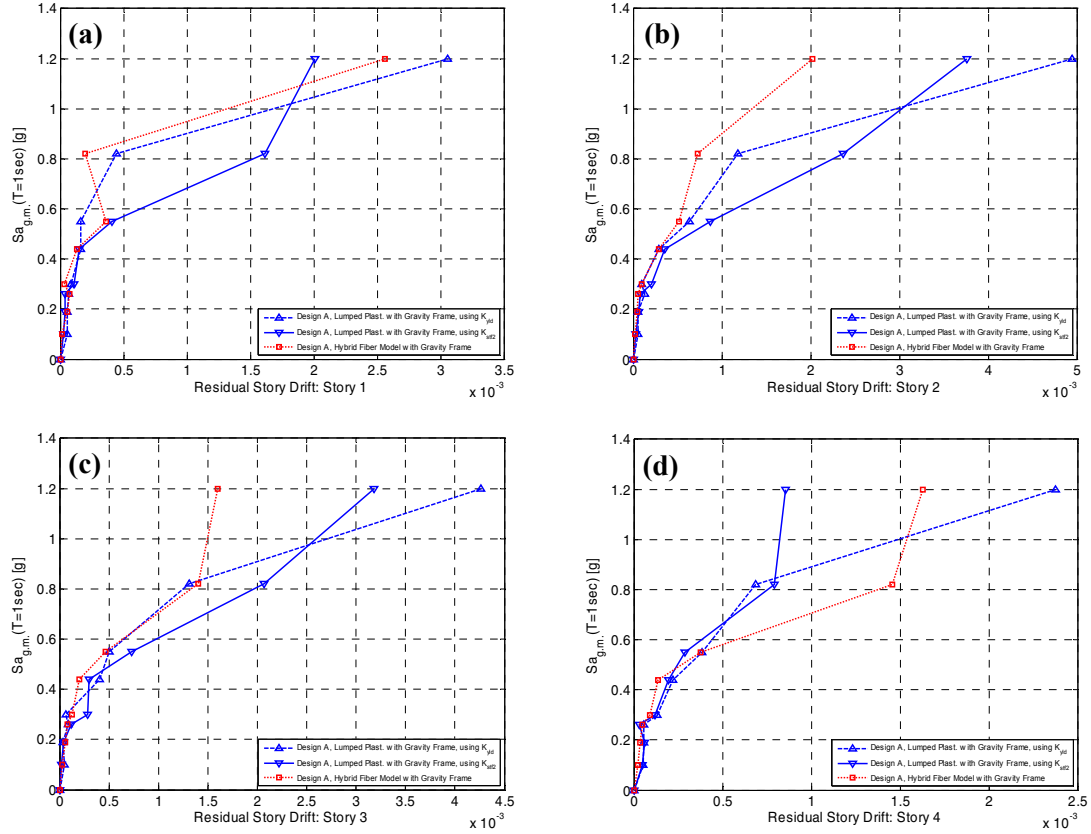 (a)
1.4
1.2
1
0.8
0.6
0.4
0.2
0
Sa g.m. (T=1sec) [g]
Design A, Lumped Plast. with Gravity Frame, using K yld
Design A, Lumped Plast. with Gravity Frame, using K stf2
Design A, Hybrid Fiber Model with Gravity Frame
0 0.5 1 1.5 2 2.5 3 3.5
Residual Story Drift: Story 1
x 10 -3
(b)
1.4
1.2
1
0.8
0.6
0.4
0.2
0
Sa g.m. (T=1sec) [g]
Design A, Lumped Plast. with Gravity Frame, using K yld
Design A, Lumped Plast. with Gravity Frame, using K stf2
Design A, Hybrid Fiber Model with Gravity Frame
0 1 2 3 4 5
Residual Story Drift: Story 2
x 10 -3
(c)
1.4
1.2
1
0.8
0.6
0.4
0.2
0
Sa g.m. (T=1sec) [g]
Design A, Lumped Plast. with Gravity Frame, using K yld
Design A, Lumped Plast. with Gravity Frame, using K stf2
Design A, Hybrid Fiber Model with Gravity Frame
0 0.5 1 1.5 2 2.5 3 3.5 4 4.5
Residual Story Drift: Story 3
x 10 -3
(d)
1.4
1.2
1
0.8
0.6
0.4
0.2
0
Sa g.m. (T=1sec) [g]
Design A, Lumped Plast. with Gravity Frame, using K yld
Design A, Lumped Plast. with Gravity Frame, using K stf2
Design A, Hybrid Fiber Model with Gravity Frame
0 0.5 1 1.5 2 2.5
Residual Story Drift: Story 4
x 10 -3